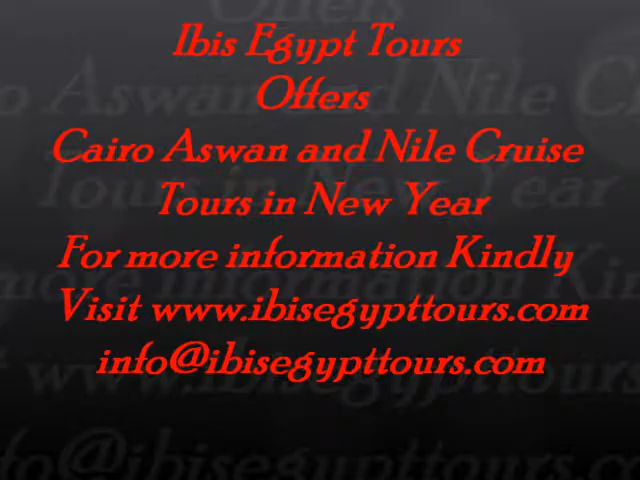 Ibis Egypt Tours
Offers
Cairo Aswan and Nile Cruise
Tours in New Year
For more information Kindly
Visit www.ibisegypttours.com
info@ibisegypttours.com